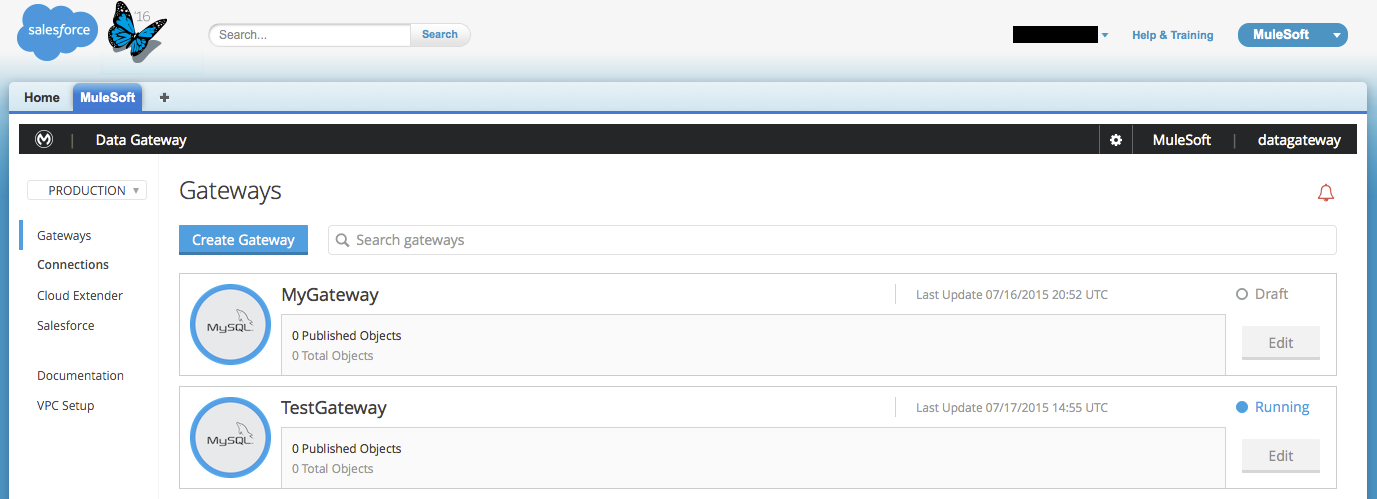 salesforce
'16
Search...
Search
Help & Training
MuleSoft
Home
MuleSoft
+
Data Gateway
MuleSoft
datagateway
PRODUCTION
Gateways
Connections
Cloud Extender
Salesforce
Documentation
VPC Setup
Gateways
Create Gateway
Search gateways
MySQL
MyGateway
Last Update 07/16/2015 20:52 UTC
Draft
0 Published Objects
0 Total Objects
Edit
MySQL
TestGateway
Last Update 07/17/2015 14:55 UTC
Running
0 Published Objects
0 Total Objects
Edit